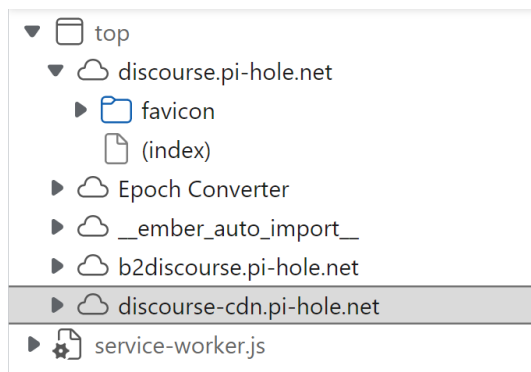 top
discourse.pi-hole.net
favicon
(index)
Epoch Converter
__ember_auto_import__
b2discourse.pi-hole.net
discourse-cdn.pi-hole.net
service-worker.js